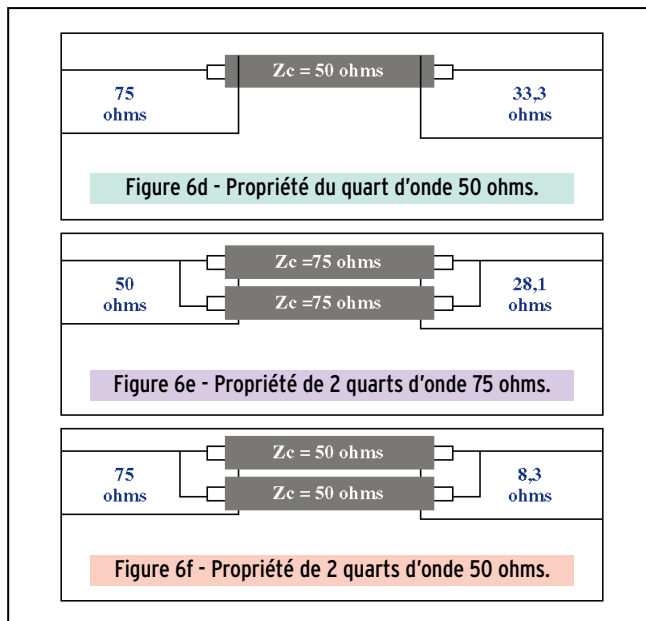 Zc = 50 ohms
75
ohms
33,3
ohms
Figure 6d - Propriété du quart d'onde 50 ohms.
Zc =75 ohms
50
ohms
Zc =75 ohms
28,1
ohms
Figure 6e - Propriété de 2 quarts d'onde 75 ohms.
Zc = 50 ohms
75
ohms
Zc = 50 ohms
8,3
ohms
Figure 6f - Propriété de 2 quarts d'onde 50 ohms.